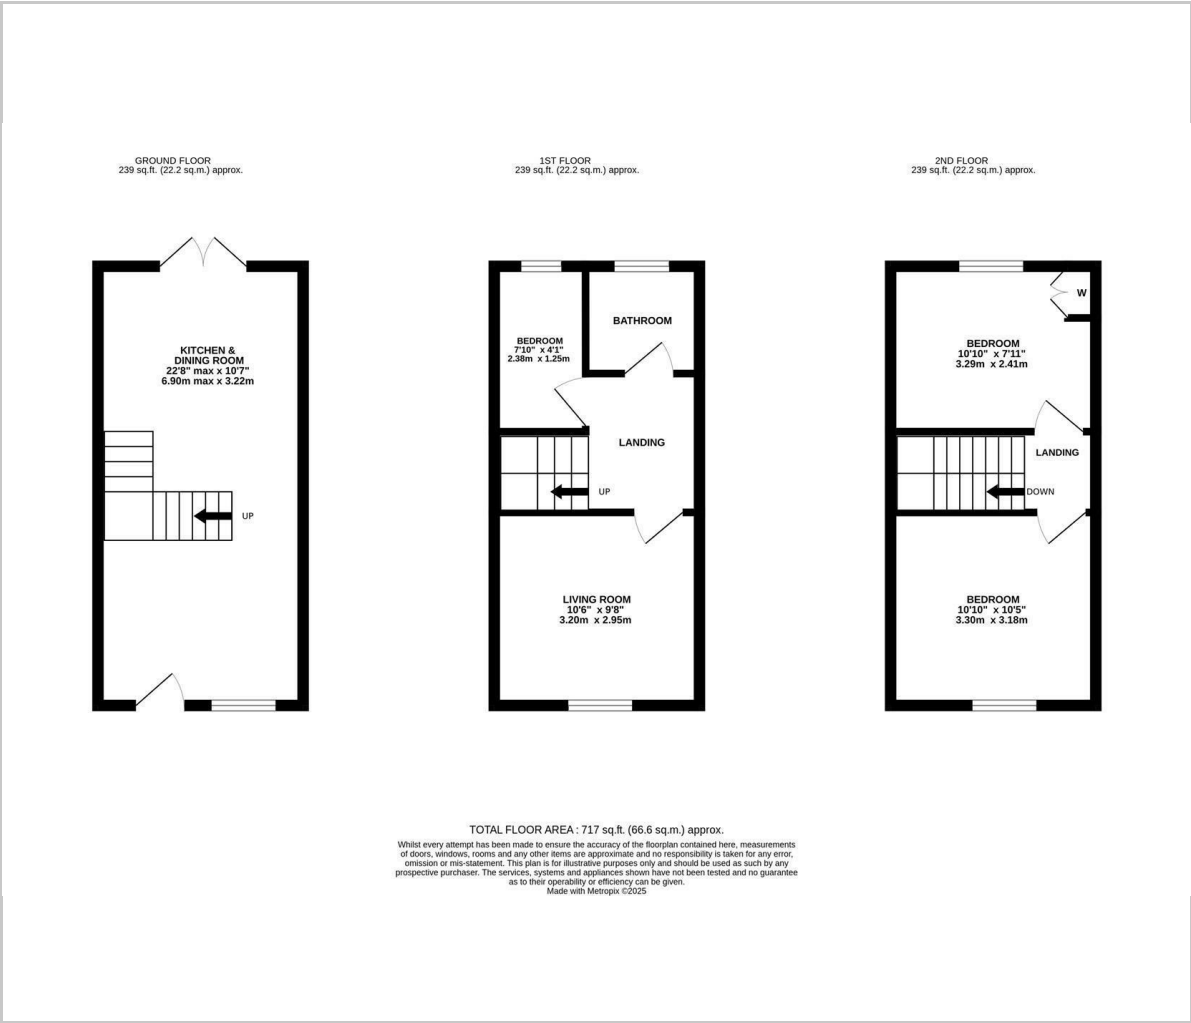 GROUND FLOOR
239 sq.ft. (22.2 sq.m.) approx.
KITCHEN &
DINING ROOM
22'8" max x 10'7"
6.90m max x 3.22m
UP
1ST FLOOR
239 sq.ft. (22.2 sq.m.) approx.
BATHROOM
BEDROOM
7'10" x 4'1"
2.38m x 1.25m
LANDING
UP
LIVING ROOM
10'6" x 9'8"
3.20m x 2.95m
2ND FLOOR
239 sq.ft. (22.2 sq.m.) approx.
W
BEDROOM
10'10" x 7'11"
3.29m x 2.41m
LANDING
DOWN
BEDROOM
10'10" x 10'5"
3.30m x 3.18m
TOTAL FLOOR AREA : 717 sq.ft. (66.6 sq.m.) approx.
Whilst every attempt has been made to ensure the accuracy of the floorplan contained here, measurements
of doors, windows, rooms and any other items are approximate and no responsibility is taken for any error,
omission or mis-statement. This plan is for illustrative purposes only and should be used as such by any
prospective purchaser. The services, systems and appliances shown have not been tested and no guarantee
as to their operability or efficiency can be given.
Made with Metropix ©2025